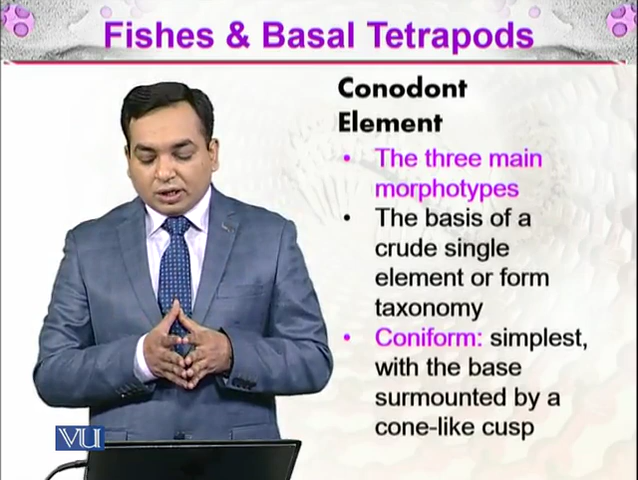 Fishes & Basal Tetrapods
Conodont
Element
• The three main
morphotypes
• The basis of a
crude single
element or form
taxonomy
• Coniform: simplest,
with the base
surmounted by a
cone-like cusp
VU